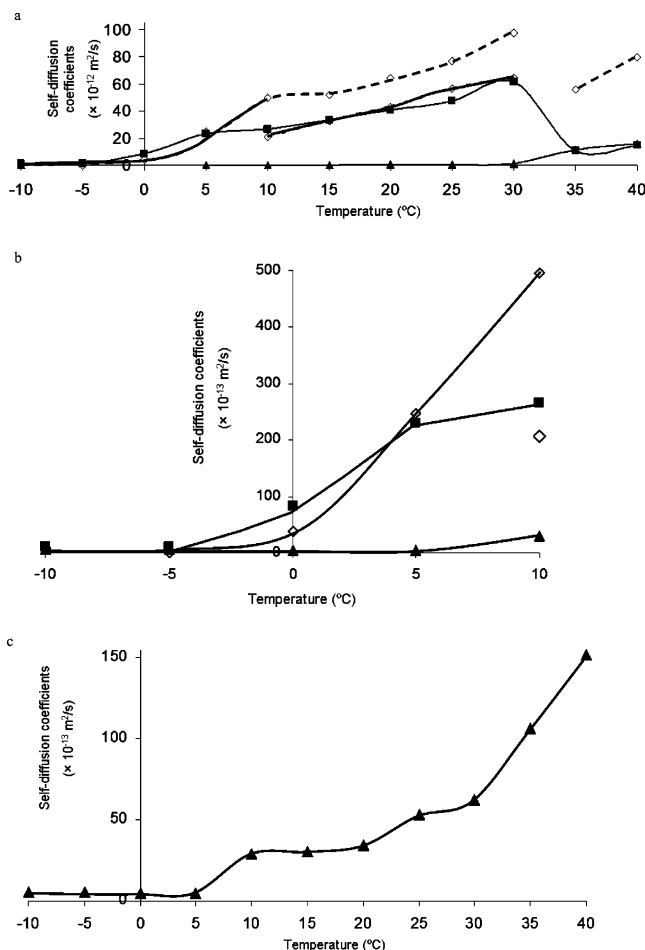 a
Self-diffusion
coefficients
(× 10-12 m2/s)
100
80
60
40
20
0
-10 -5 0 5 10 15 20 25 30 35 40
Temperature (ºC)
b
Self-diffusion coefficients
(× 10-13 m2/s)
500
400
300
200
100
0
-10 -5 0 5 10
Temperature (ºC)
c
Self-diffusion coefficients
(× 10-13 m2/s)
150
100
50
0
-10 -5 0 5 10 15 20 25 30 35 40
Temperature (ºC)